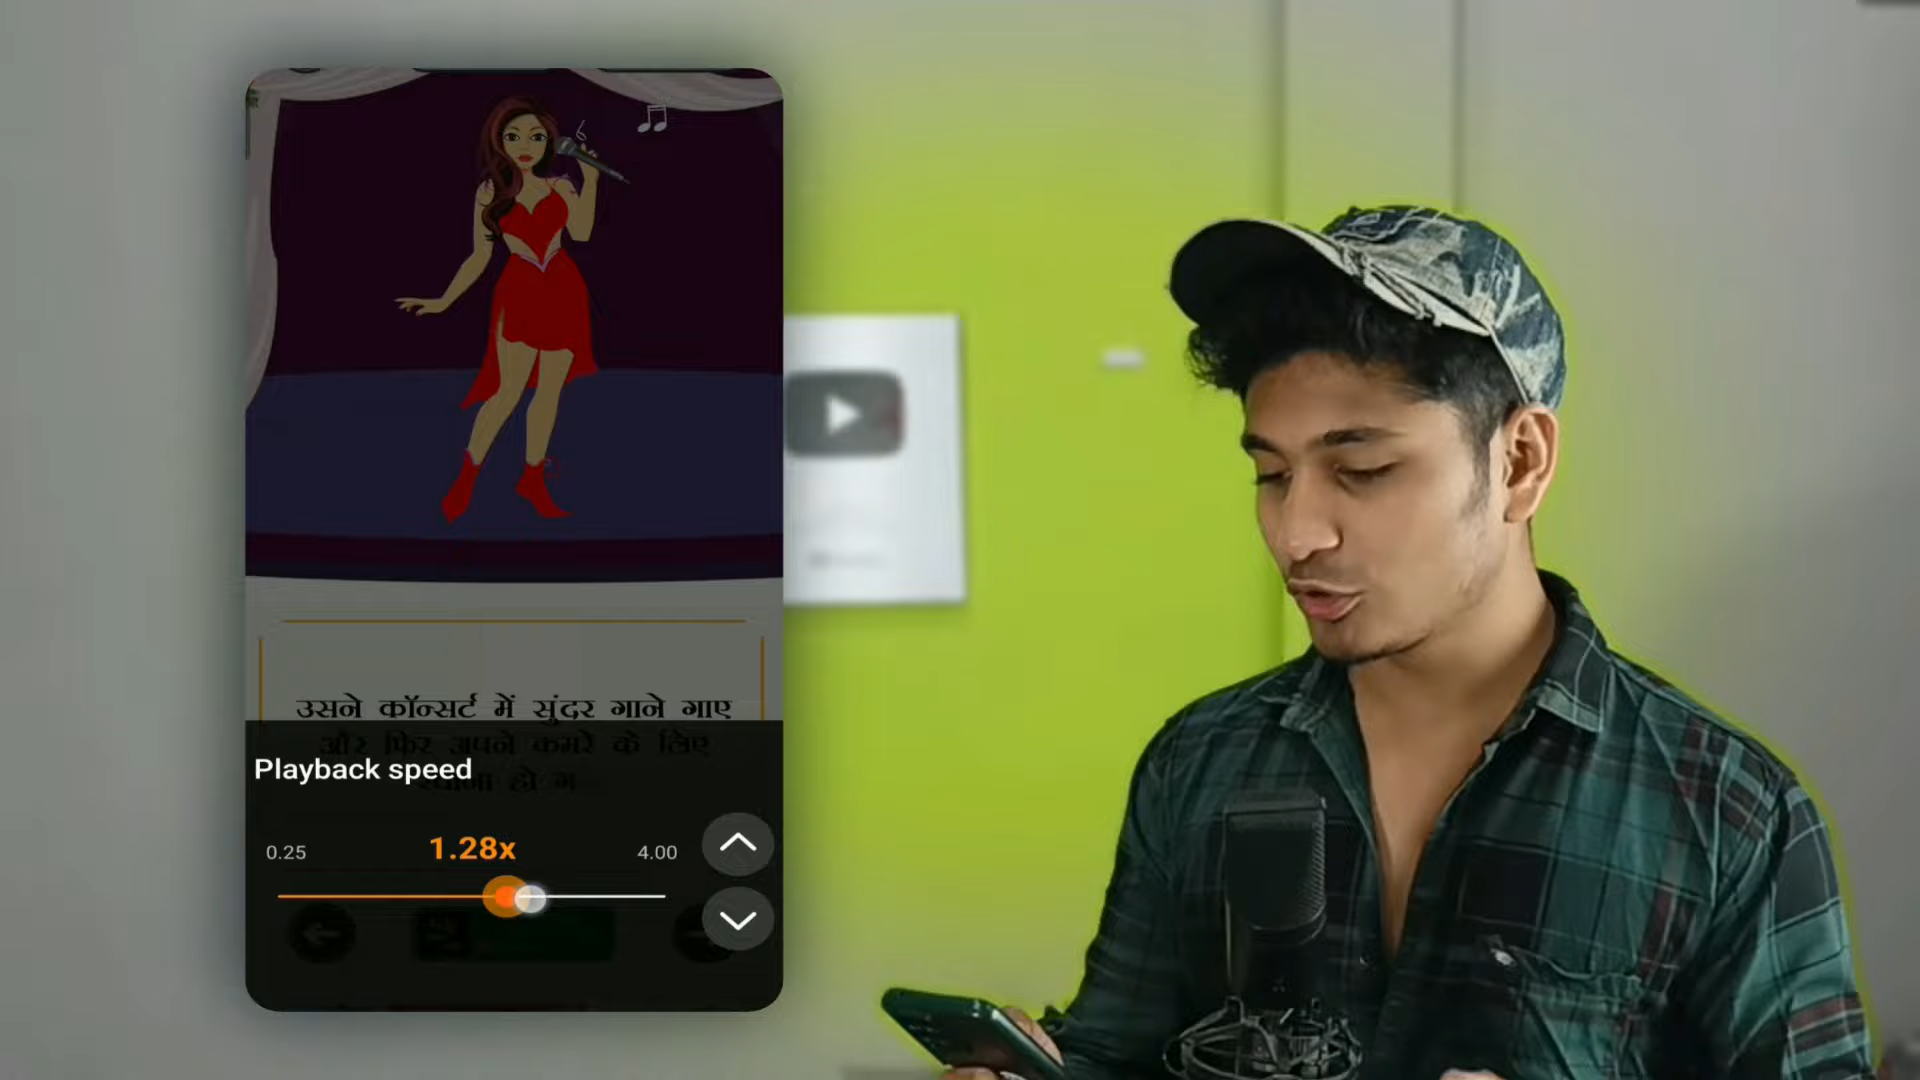 उसने कॉन्सर्ट में सुंदर गाने गाए
और फिर अपने कमरे के लिए
Playback speed
0.25
1.28x
4.00